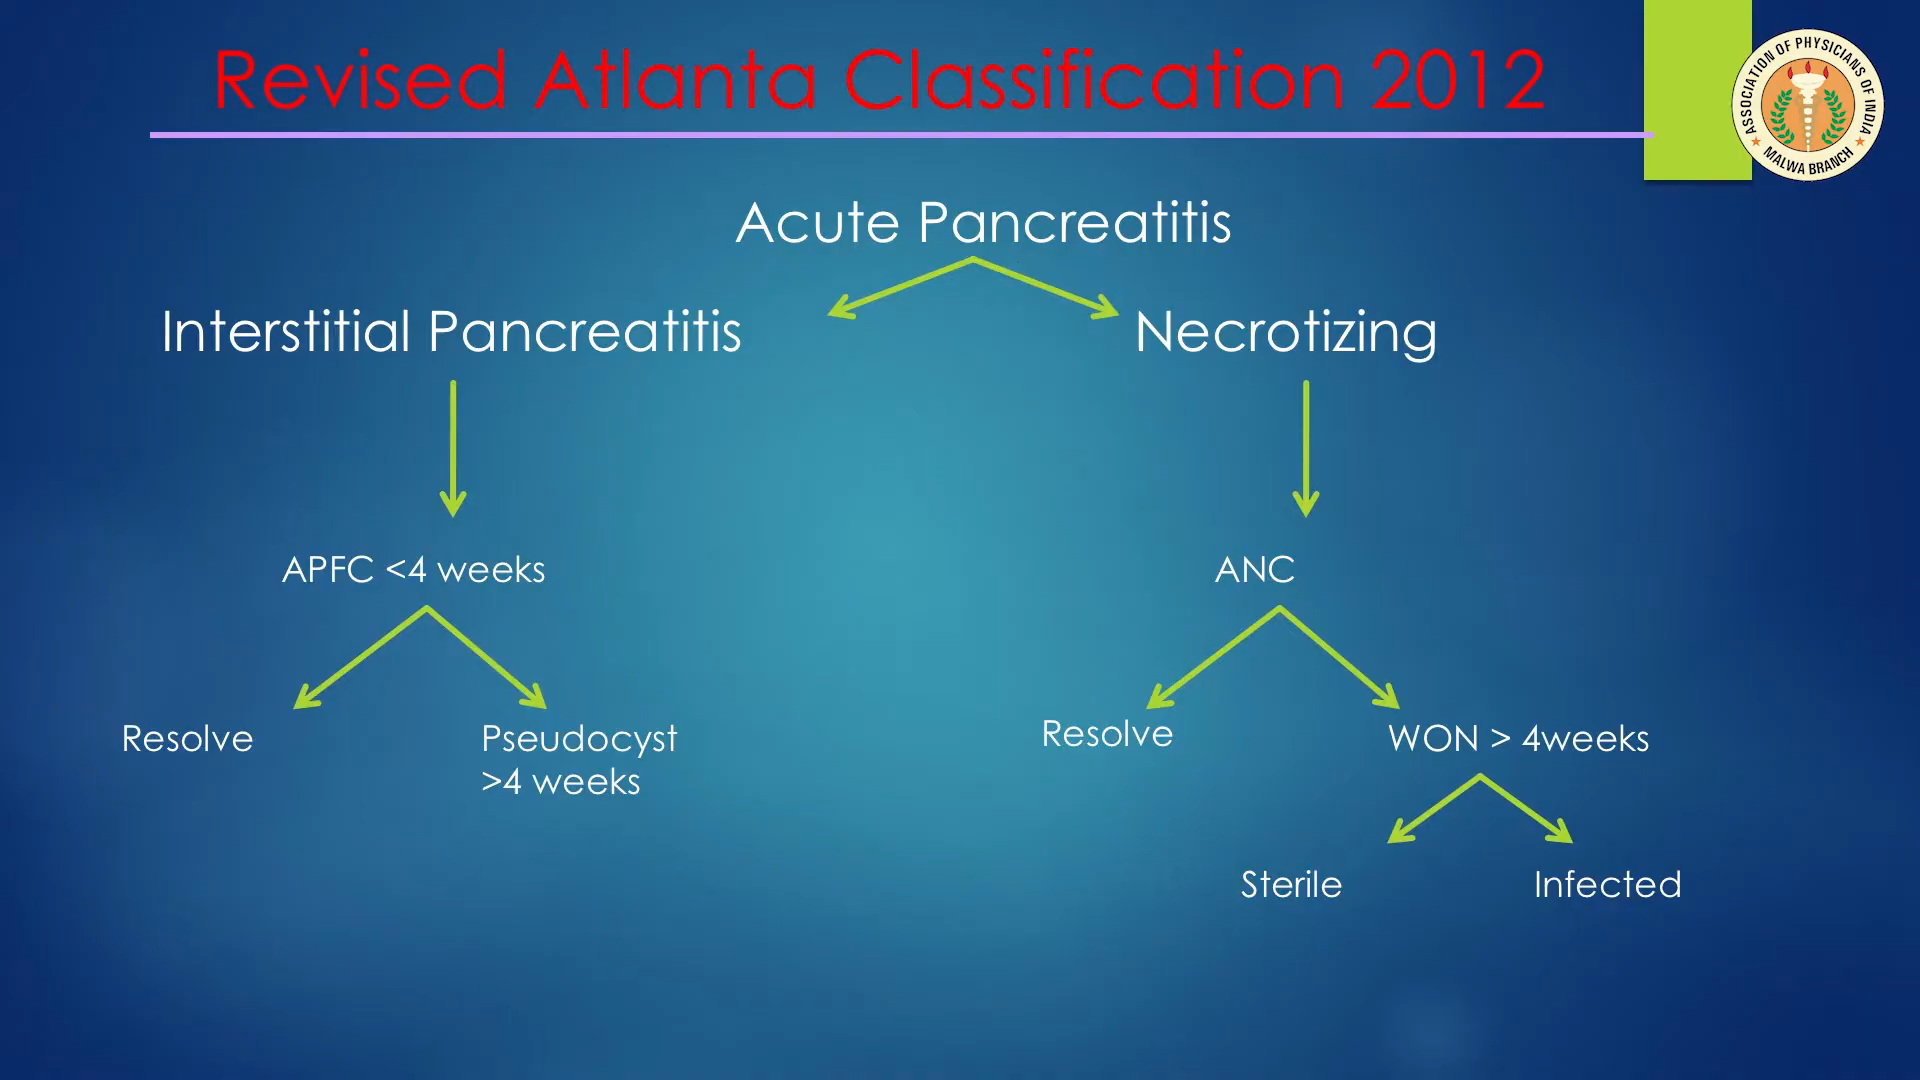 Revised Atlanta Classification 2012
ASSOCIATION OF PHYSICIANS OF INDIA
MALWA BRANCH
Acute Pancreatitis
Interstitial Pancreatitis
Necrotizing
APFC <4 weeks
ANC
Resolve
Pseudocyst
>4 weeks
Resolve
WON > 4weeks
Sterile
Infected